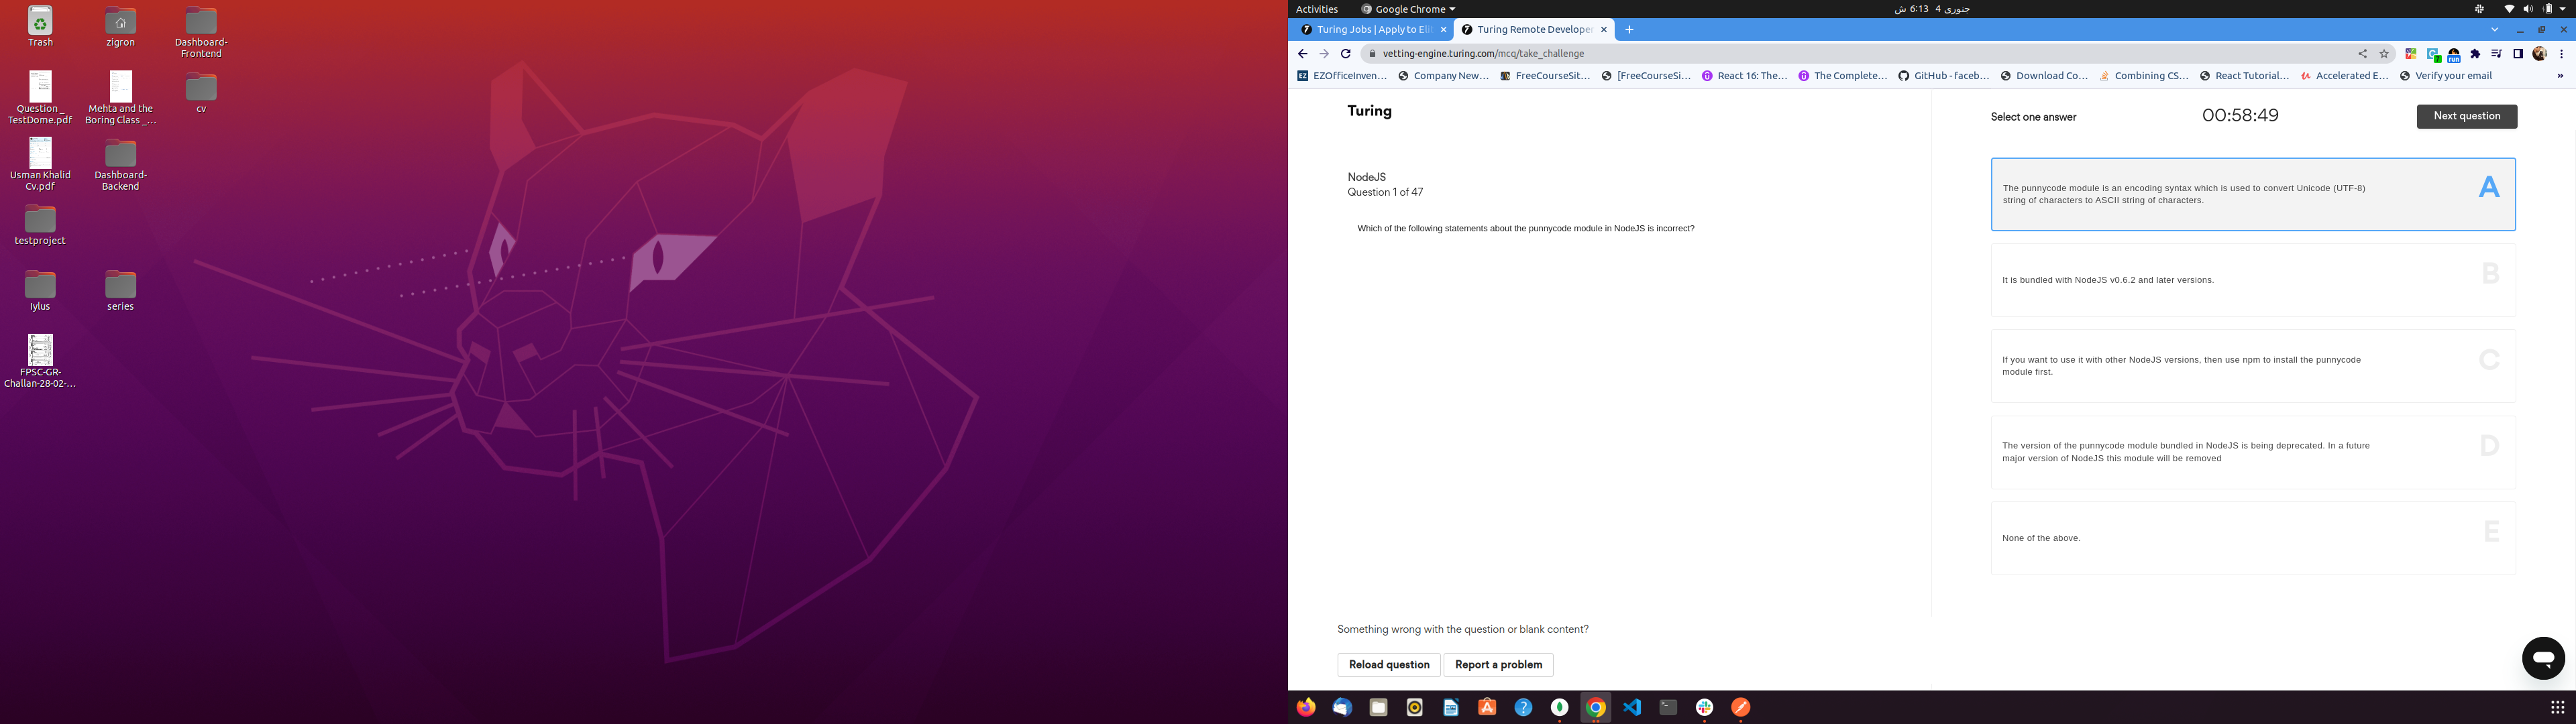 Trash
zigron
Dashboard-
Frontend
Question_
TestDome.pdf
Mehta and the
Boring Class_...
cv
Usman Khalid
Cv.pdf
Dashboard-
Backend
testproject
Iylus
series
FPSC-GR-
Challan-28-02-...
Activities
Google Chrome
جنوری 4  6:13 ش
Turing Jobs | Apply to Eli
Turing Remote Developer
vetting-engine.turing.com/mcq/take_challenge
EZ
EZOfficeInven...
Company New...
FreeCourseSit...
[FreeCourseSi...
React 16: The...
The Complete...
GitHub - faceb...
Download Co...
Combining CS...
React Tutorial...
Accelerated E...
Verify your email
»
Turing
NodeJS
Question 1 of 47
Which of the following statements about the punnycode module in NodeJS is incorrect?
Select one answer
00:58:49
Next question
The punnycode module is an encoding syntax which is used to convert Unicode (UTF-8)
string of characters to ASCII string of characters.
A
It is bundled with NodeJS v0.6.2 and later versions.
B
If you want to use it with other NodeJS versions, then use npm to install the punnycode
module first.
C
The version of the punnycode module bundled in NodeJS is being deprecated. In a future
major version of NodeJS this module will be removed
D
None of the above.
E
Something wrong with the question or blank content?
Reload question
Report a problem